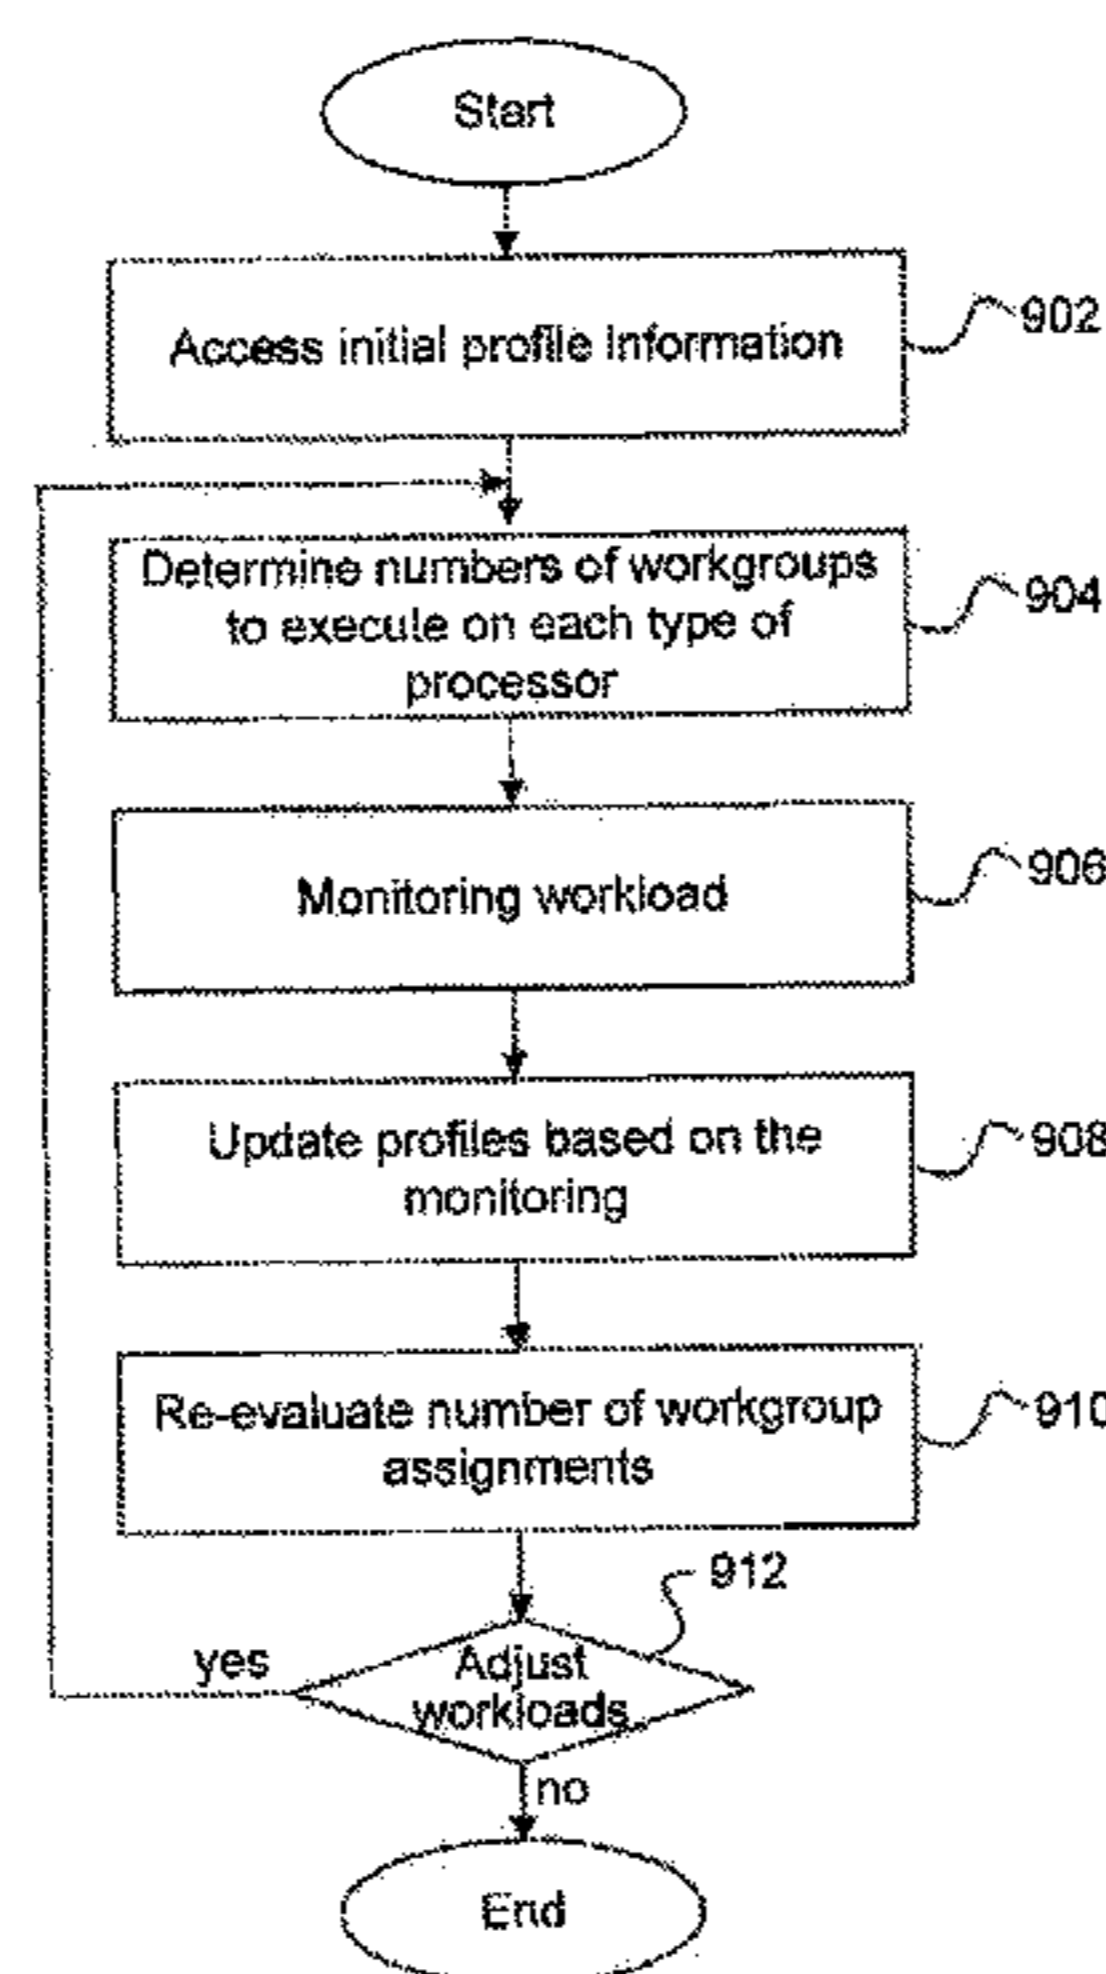 Start
Access initial profile information
902
Determine numbers of workgroups
to execute on each type of
processor
904
Monitoring workload
906
Update profiles based on the
monitoring
908
Re-evaluate number of workgroup
assignments
910
912
Adjust
workloads
yes
no
End